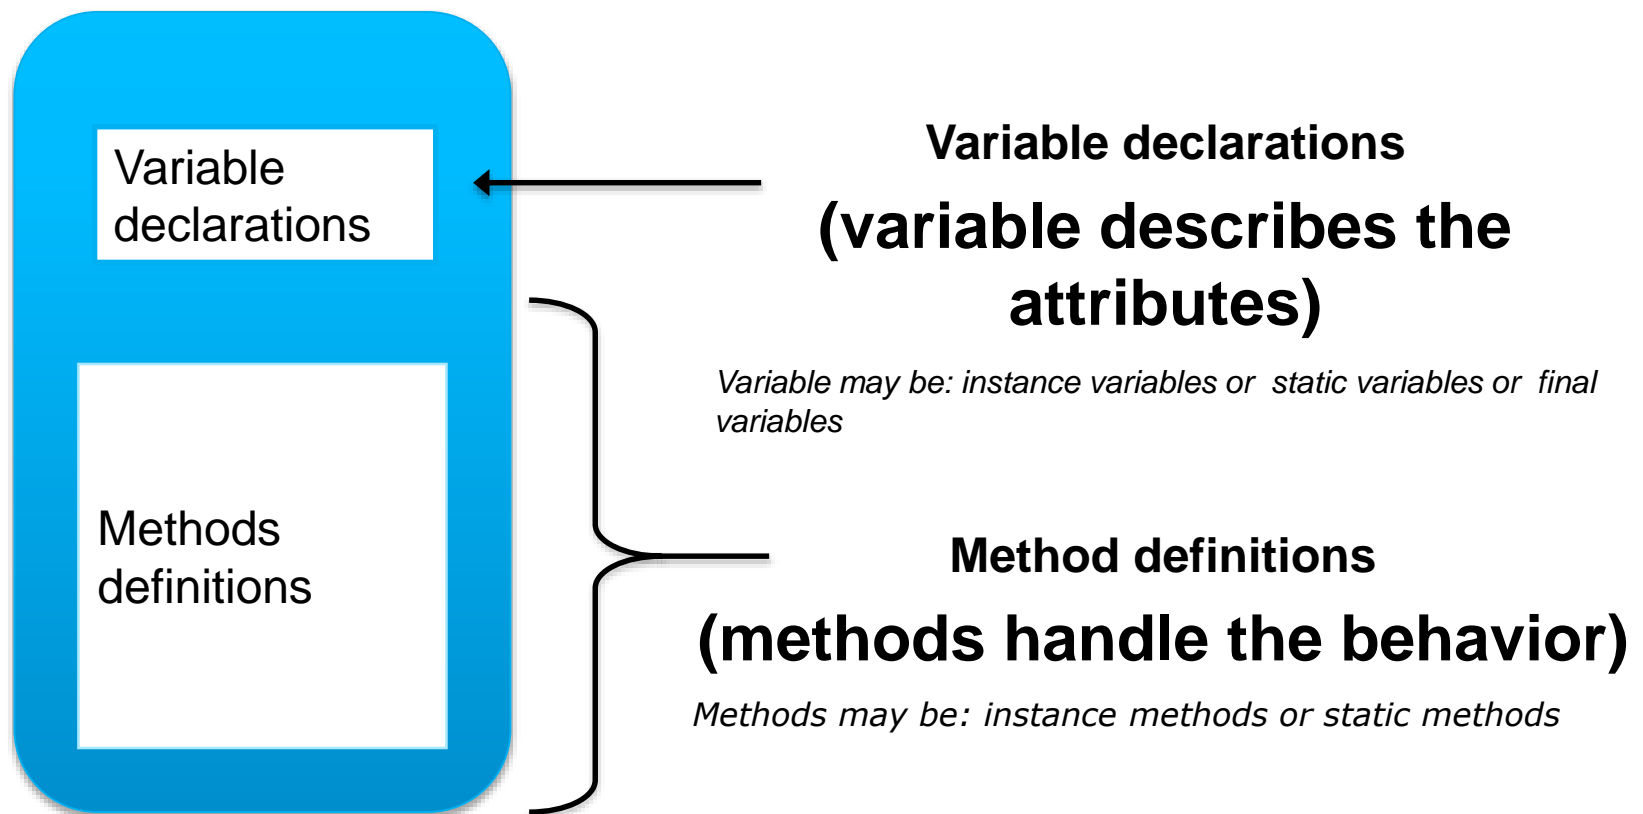 Variable
declarations
Variable declarations
(variable describes the
attributes)
Variable may be: instance variables or static variables or final
variables
Methods
definitions
Method definitions
(methods handle the behavior)
Methods may be: instance methods or static methods